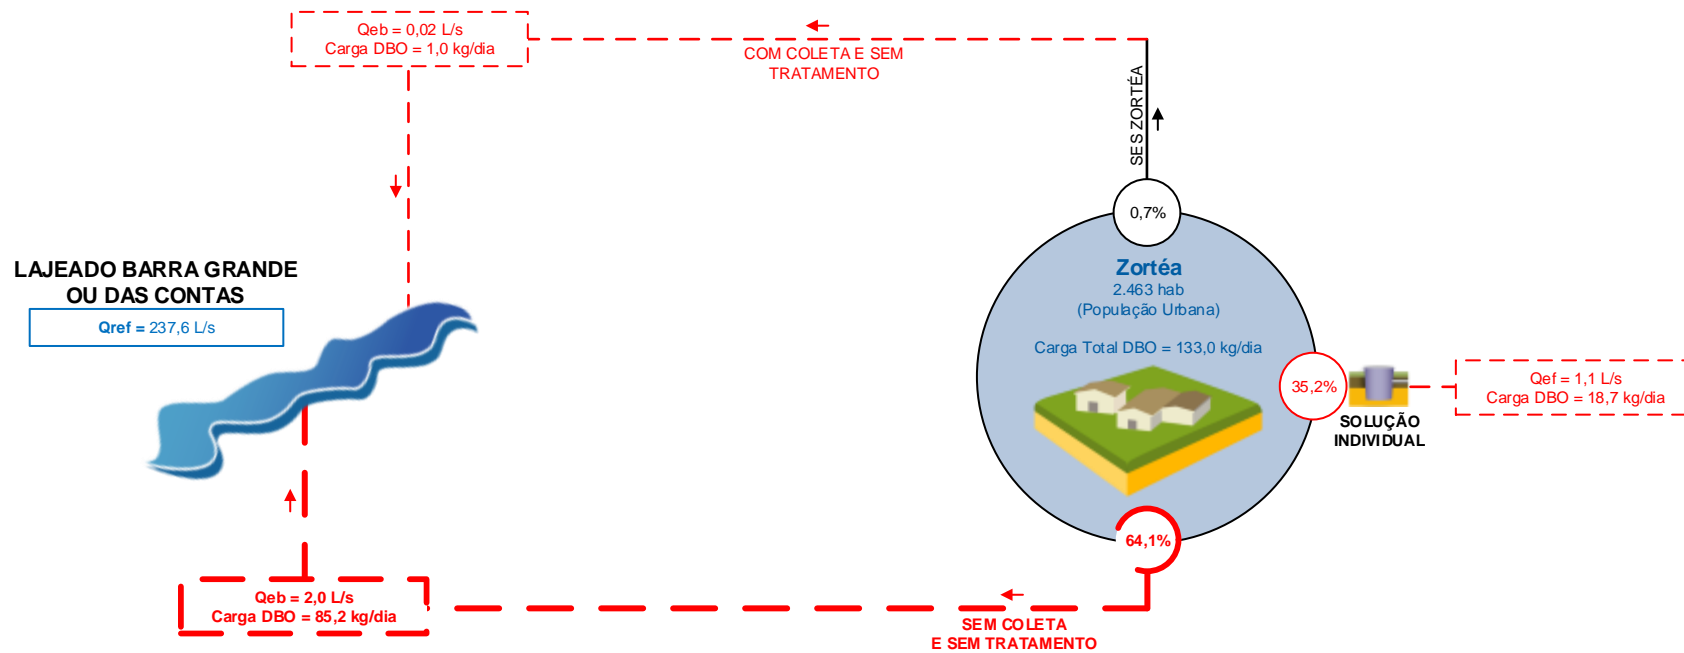 Qeb = 0,02 L/s
Carga DBO = 1,0 kg/dia
COM COLETA E SEM
TRATAMENTO
SES ZORTÉA
0,7%
LAJEADO BARRA GRANDE
OU DAS CONTAS
Qref = 237,6 L/s
Zortéa
2.463 hab
(População Urbana)
Carga Total DBO = 133,0 kg/dia
35,2%
SOLUÇÃO
INDIVIDUAL
Qef = 1,1 L/s
Carga DBO = 18,7 kg/dia
64,1%
Qeb = 2,0 L/s
Carga DBO = 85,2 kg/dia
SEM COLETA
E SEM TRATAMENTO